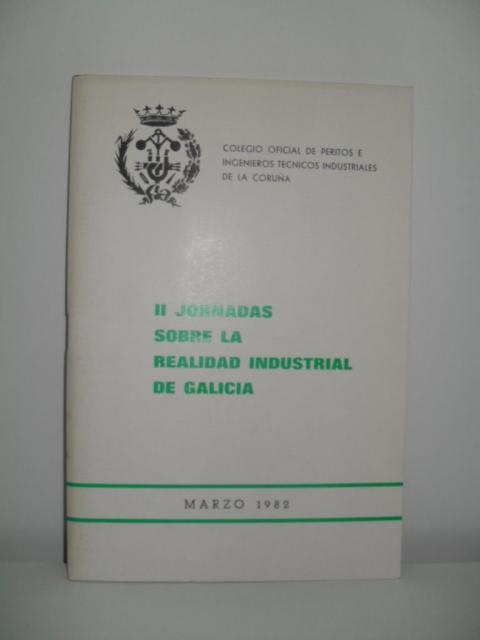 COLEGIO OFICIAL DE PERITOS E
INGENIEROS TECNICOS INDUSTRIALES
DE LA CORUÑA
II JORNADAS
SOBRE LA
REALIDAD INDUSTRIAL
DE GALICIA
MARZO 1982